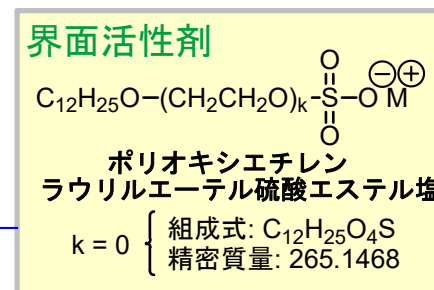 界面活性剤
C₁₂H₂₅O−(CH₂CH₂O)ₖ-S−O⊖M⊕
O
O
ポリオキシエチレン
ラウリルエーテル硫酸エステル塩
k = 0 { 組成式: C₁₂H₂₅O₄S
精密質量: 265.1468